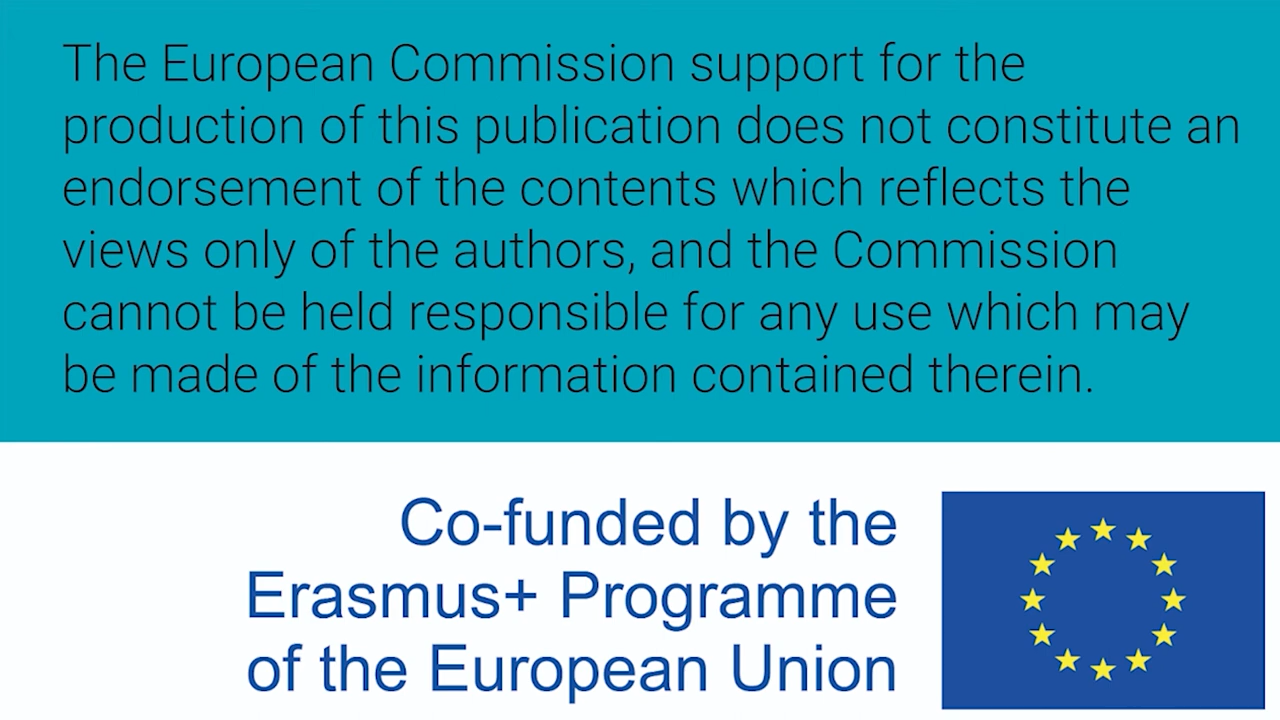 The European Commission support for the
production of this publication does not constitute an
endorsement of the contents which reflects the
views only of the authors, and the Commission
cannot be held responsible for any use which may
be made of the information contained therein.
Co-funded by the
Erasmus+ Programme
of the European Union